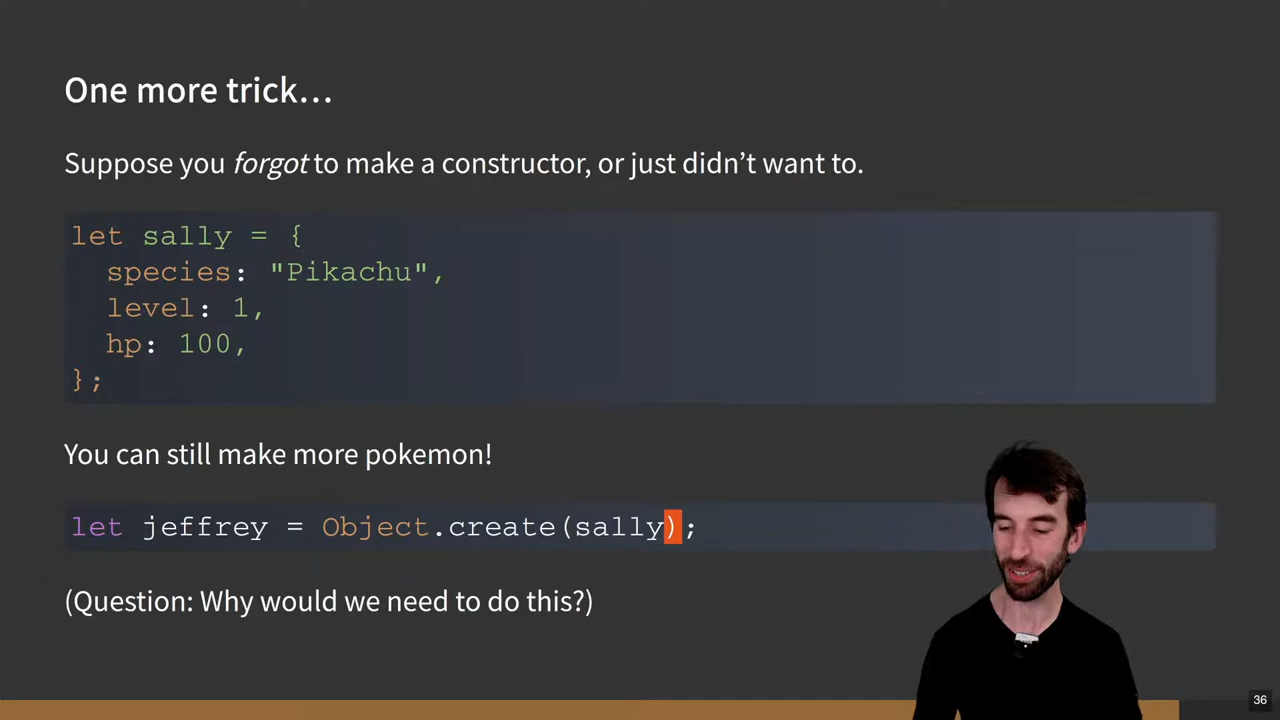 One more trick…
Suppose you forgot to make a constructor, or just didn’t want to.
let sally = {
  species: "Pikachu",
  level: 1,
  hp: 100,
};
You can still make more pokemon!
let jeffrey = Object.create(sally);
(Question: Why would we need to do this?)
36